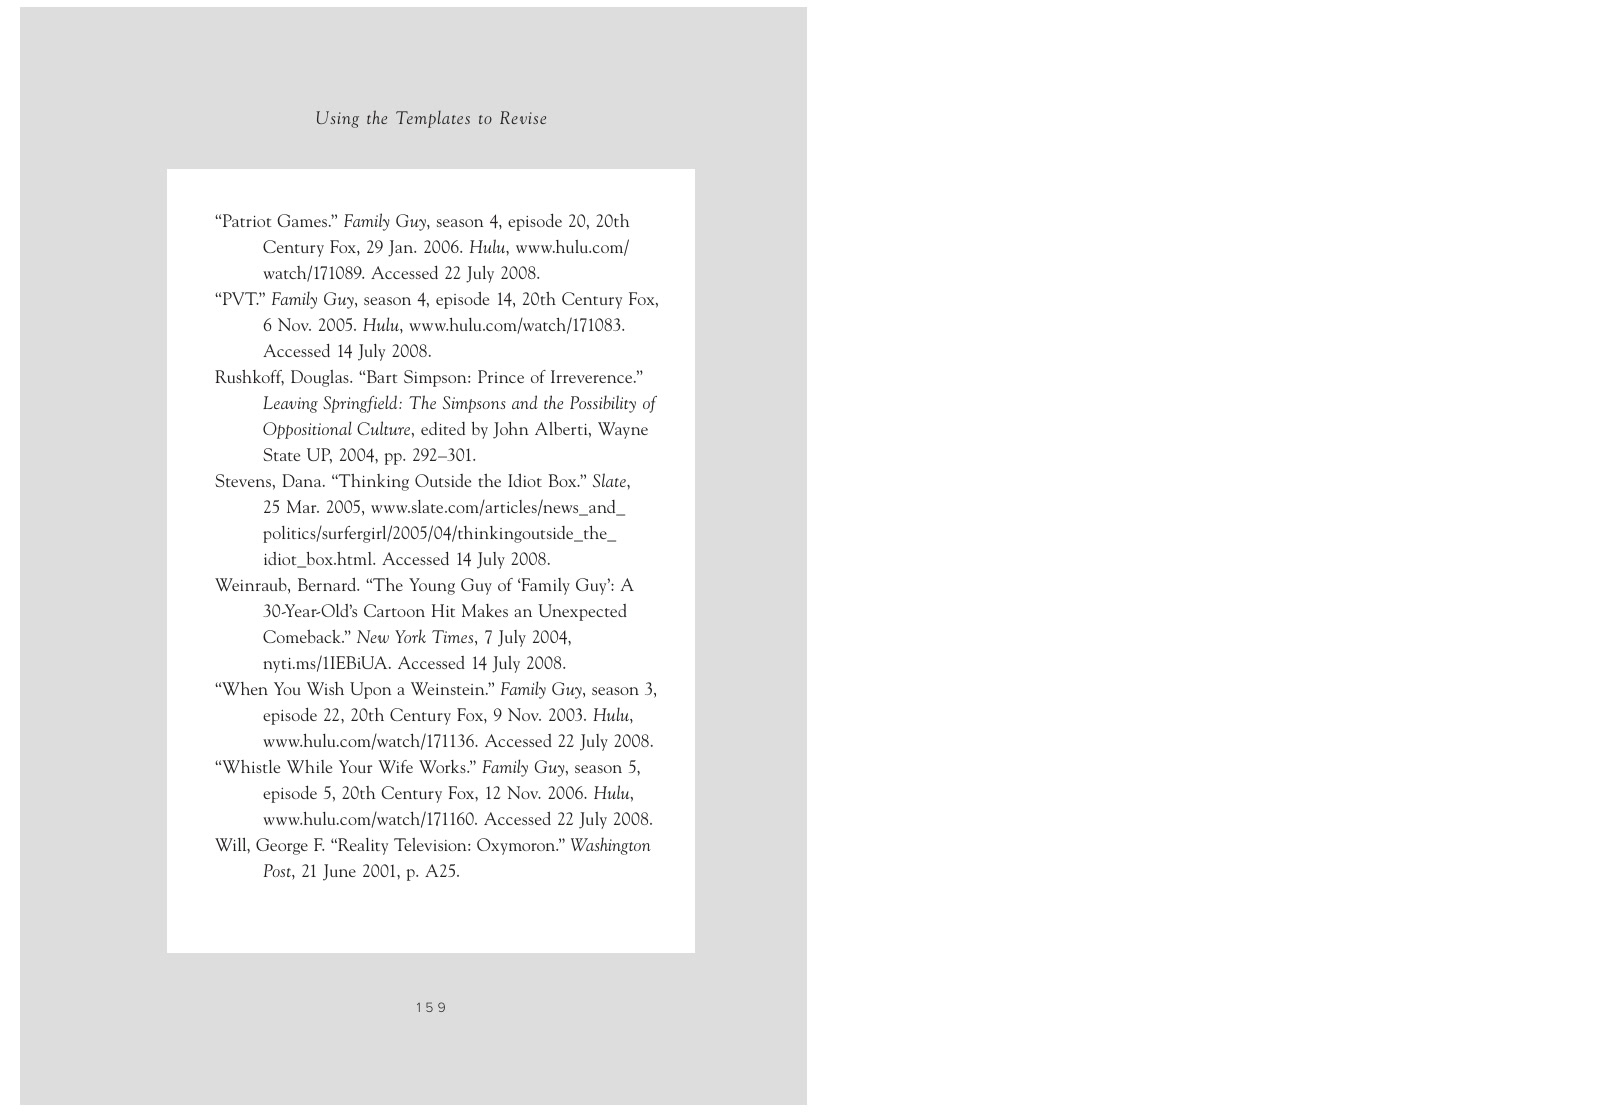 Using the Templates to Revise
“Patriot Games.” Family Guy, season 4, episode 20, 20th
Century Fox, 29 Jan. 2006. Hulu, www.hulu.com/
watch/171089. Accessed 22 July 2008.
“PVT.” Family Guy, season 4, episode 14, 20th Century Fox,
6 Nov. 2005. Hulu, www.hulu.com/watch/171083.
Accessed 14 July 2008.
Rushkoff, Douglas. “Bart Simpson: Prince of Irreverence.”
Leaving Springfield: The Simpsons and the Possibility of
Oppositional Culture, edited by John Alberti, Wayne
State UP, 2004, pp. 292–301.
Stevens, Dana. “Thinking Outside the Idiot Box.” Slate,
25 Mar. 2005, www.slate.com/articles/news_and_
politics/surfergirl/2005/04/thinkingoutside_the_
idiot_box.html. Accessed 14 July 2008.
Weinraub, Bernard. “The Young Guy of ‘Family Guy’: A
30-Year-Old’s Cartoon Hit Makes an Unexpected
Comeback.” New York Times, 7 July 2004,
nyti.ms/1IEBiUA. Accessed 14 July 2008.
“When You Wish Upon a Weinstein.” Family Guy, season 3,
episode 22, 20th Century Fox, 9 Nov. 2003. Hulu,
www.hulu.com/watch/171136. Accessed 22 July 2008.
“Whistle While Your Wife Works.” Family Guy, season 5,
episode 5, 20th Century Fox, 12 Nov. 2006. Hulu,
www.hulu.com/watch/171160. Accessed 22 July 2008.
Will, George F. “Reality Television: Oxymoron.” Washington
Post, 21 June 2001, p. A25.
159